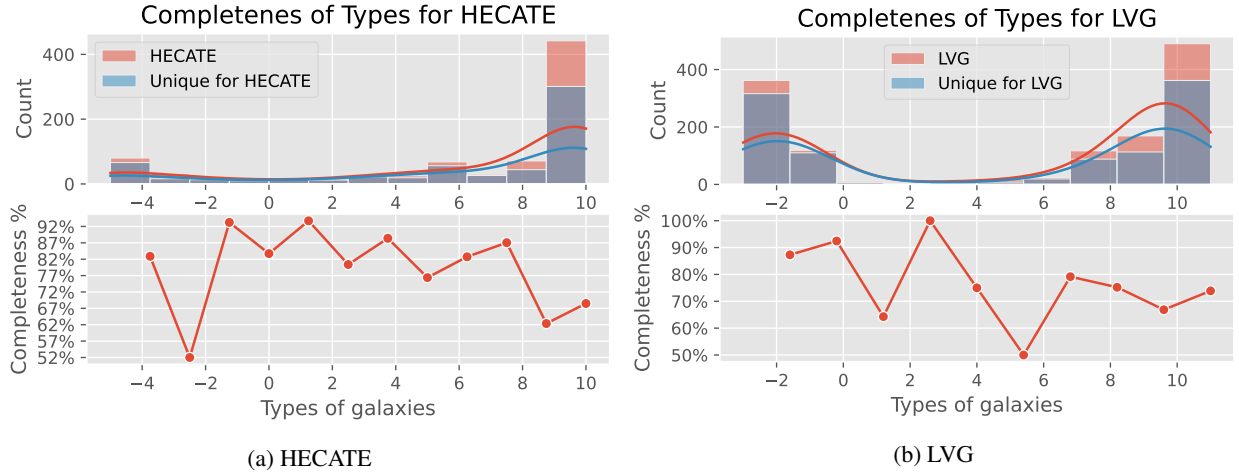 Completenes of Types for HECATE
Count
400
200
0
HECATE
Unique for HECATE
−4 −2 0 2 4 6 8 10
Completeness %
92%
87%
82%
77%
72%
67%
62%
57%
52%
−4 −2 0 2 4 6 8 10
Types of galaxies
(a) HECATE
Completenes of Types for LVG
Count
400
200
0
LVG
Unique for LVG
−2 0 2 4 6 8 10
Completeness %
100%
90%
80%
70%
60%
50%
−2 0 2 4 6 8 10
Types of galaxies
(b) LVG